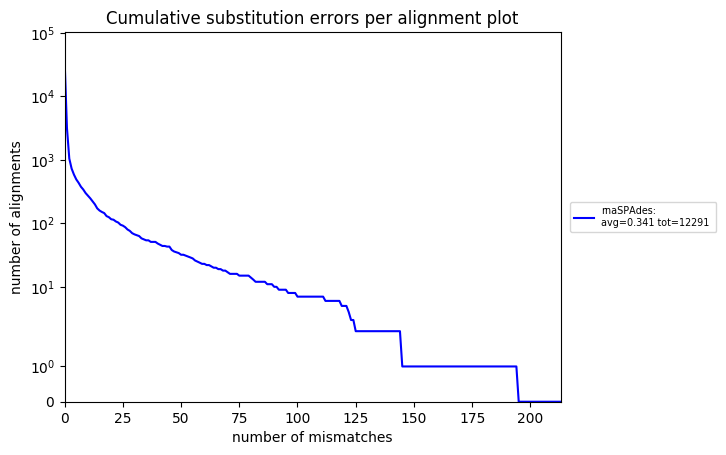 Cumulative substitution errors per alignment plot
number of alignments
10^5
10^4
10^3
10^2
10^1
10^0
0
0 25 50 75 100 125 150 175 200
number of mismatches
rnaSPAdes:
avg=0.341 tot=12291